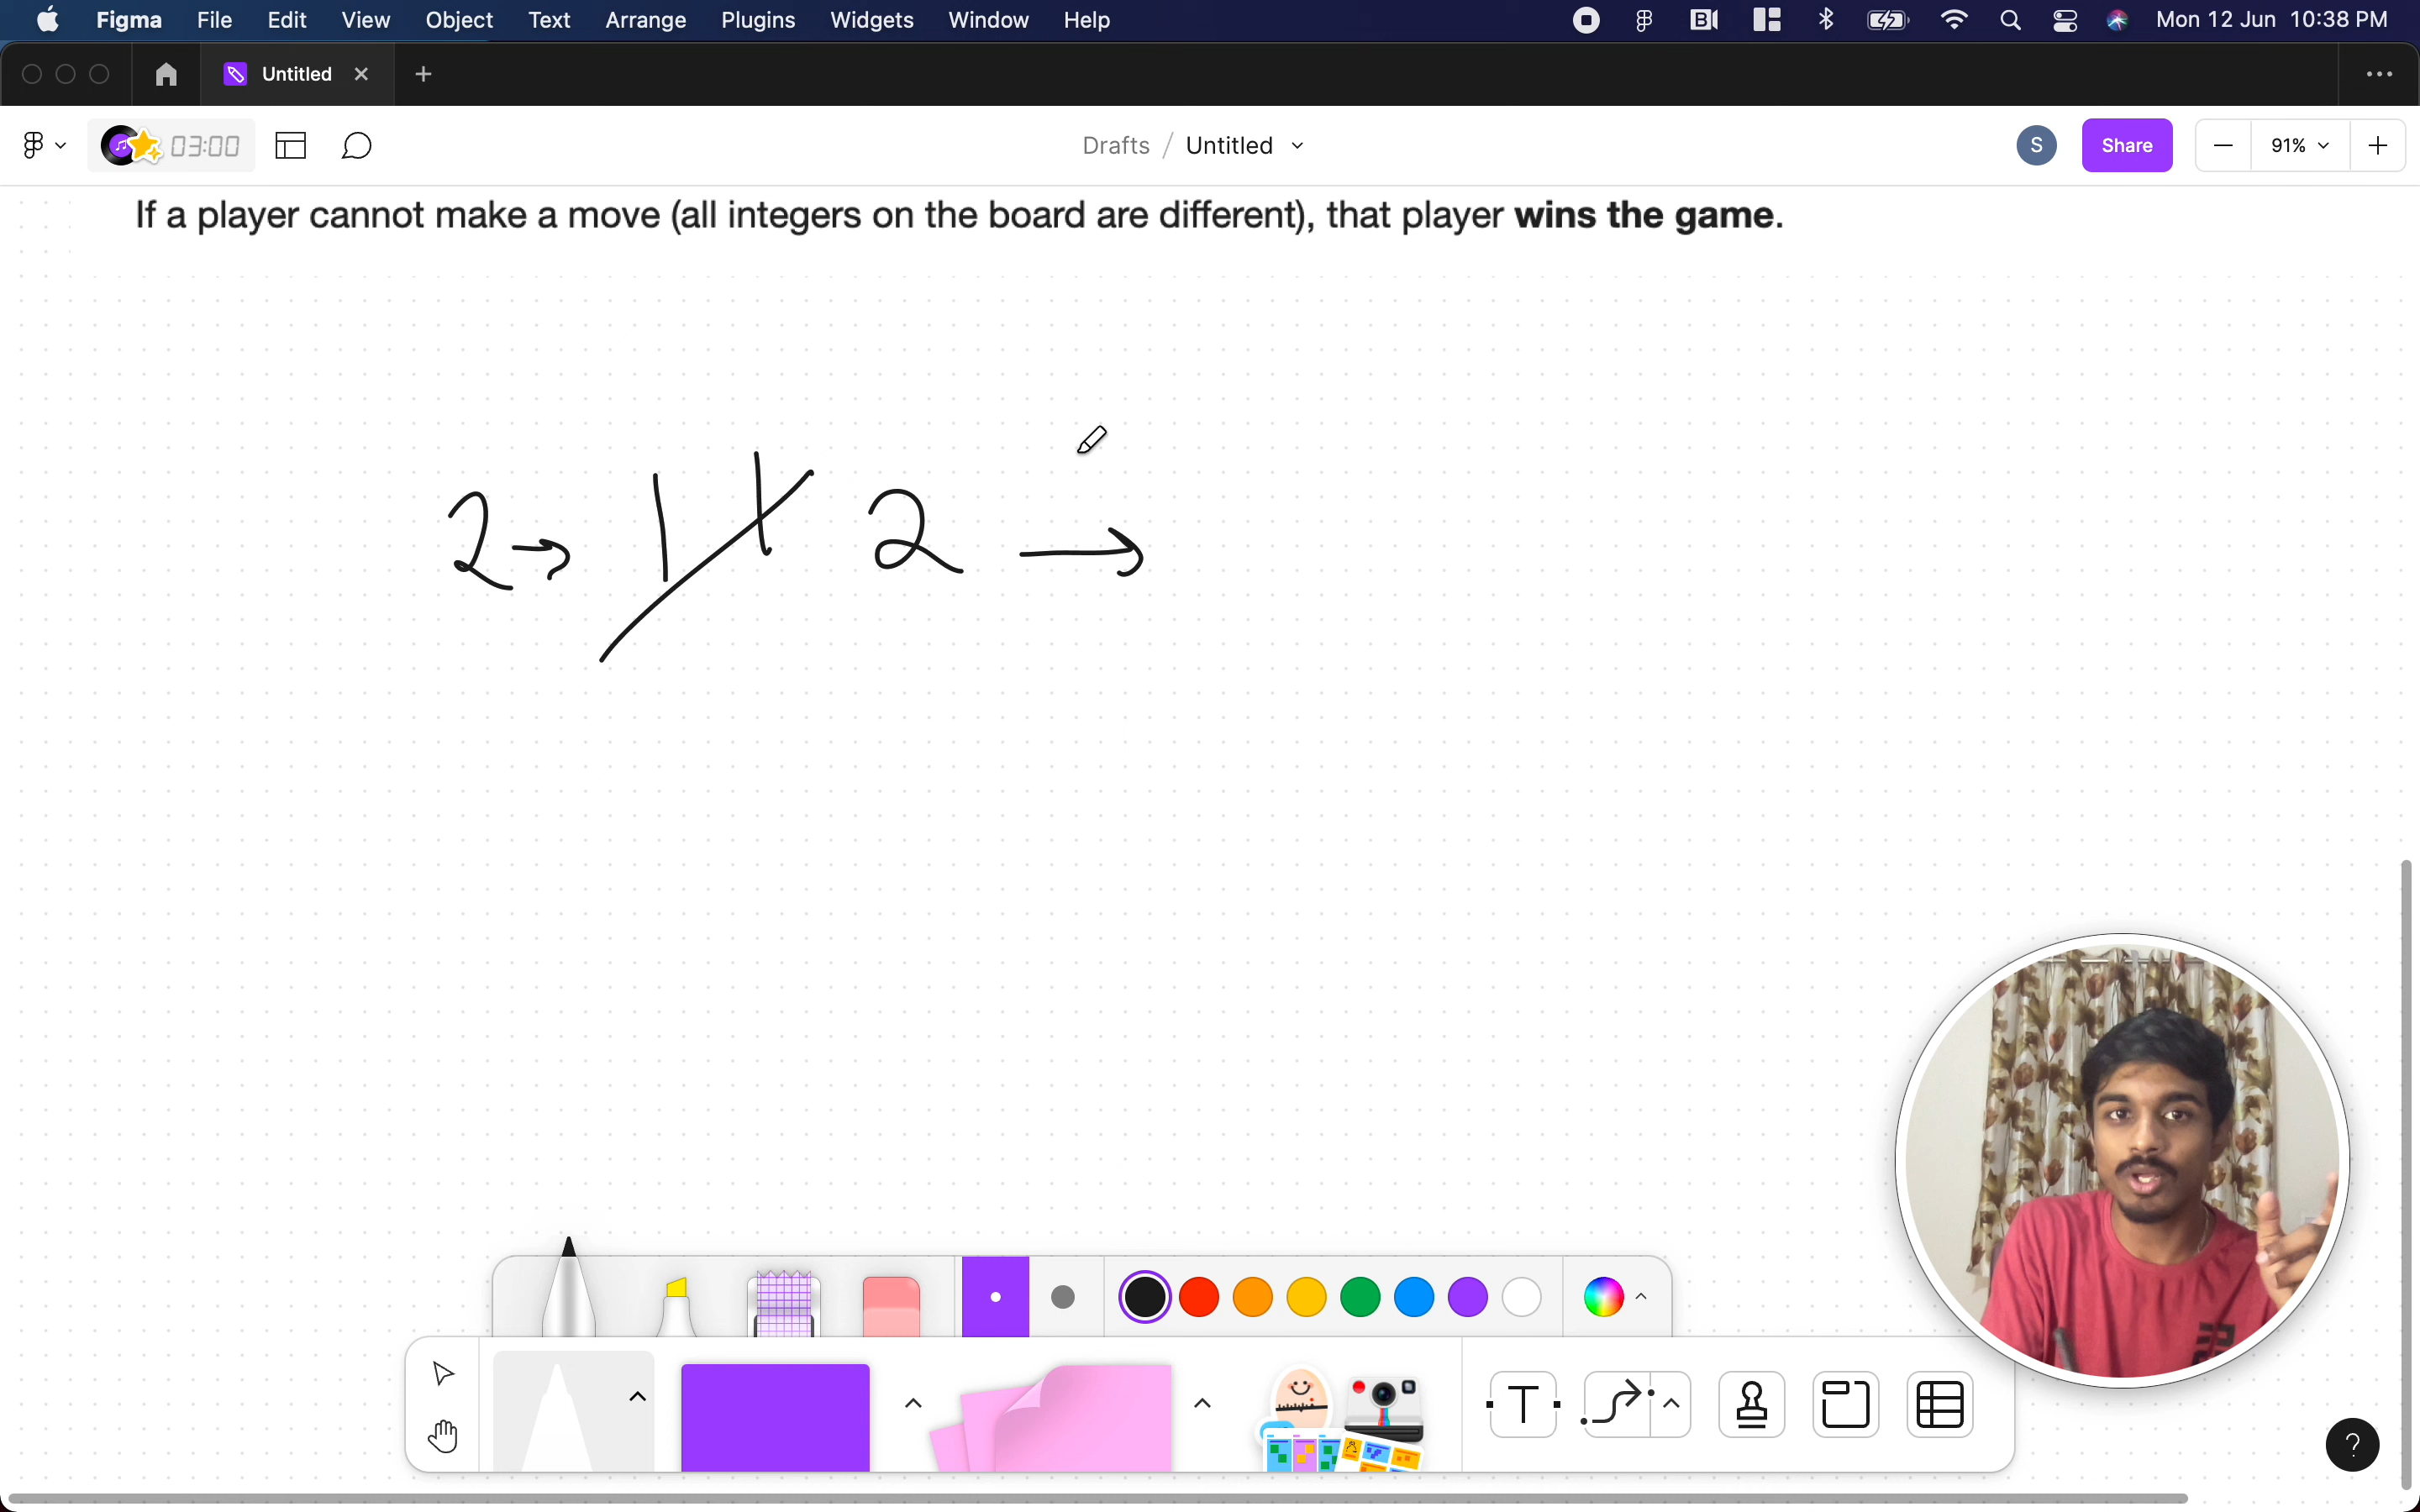 Figma File Edit View Object Text Arrange Plugins Widgets Window Help Mon 12 Jun 10:38 PM
Untitled
03:00 Drafts / Untitled S Share 91%
If a player cannot make a move (all integers on the board are different), that player wins the game.
2 → 1 1 2 →
T
?